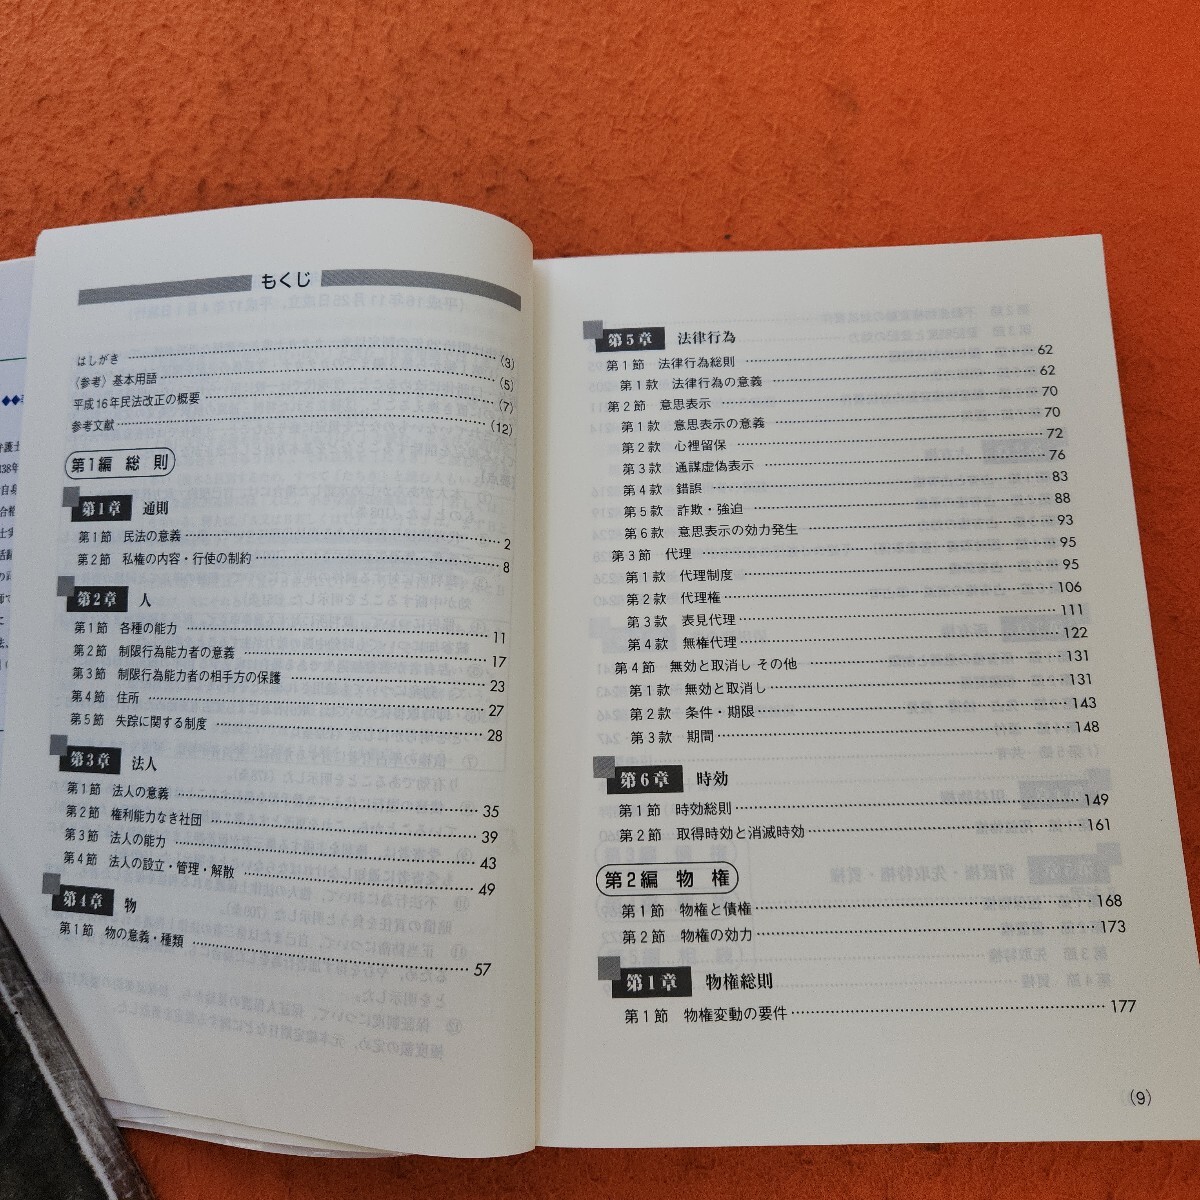 もくじ
はしがき (3)
〈参考〉基本用語 (5)
平成16年民法改正の概要 (7)
参考文献 (12)
第1編 総則
第1章 通則
第1節 民法の意義 2
第2節 私権の内容・行使の制約 8
第2章 人
第1節 各種の能力 11
第2節 制限行為能力者の意義 17
第3節 制限行為能力者の相手方の保護 23
第4節 住所 27
第5節 失踪に関する制度 28
第3章 法人
第1節 法人の意義 35
第2節 権利能力なき社団 39
第3節 法人の能力 43
第4節 法人の設立・管理・解散 49
第4章 物
第1節 物の意義・種類 57
第5章 法律行為
第1節 法律行為総則 62
第1款 法律行為の意義 62
第2節 意思表示 70
第1款 意思表示の意義 70
第2款 心裡留保 72
第3款 通謀虚偽表示 76
第4款 錯誤 83
第5款 詐欺・強迫 88
第6款 意思表示の効力発生 93
第3節 代理 95
第1款 代理制度 95
第2款 代理権 106
第3款 表見代理 111
第4款 無権代理 122
第4節 無効と取消し その他 131
第1款 無効と取消し 131
第2款 条件・期限 143
第3款 期間 148
第6章 時効
第1節 時効総則 149
第2節 取得時効と消滅時効 161
第2編 物権
第1節 物権と債権 168
第2節 物権の効力 173
第1章 物権総則
第1節 物権変動の要件 177
(9)